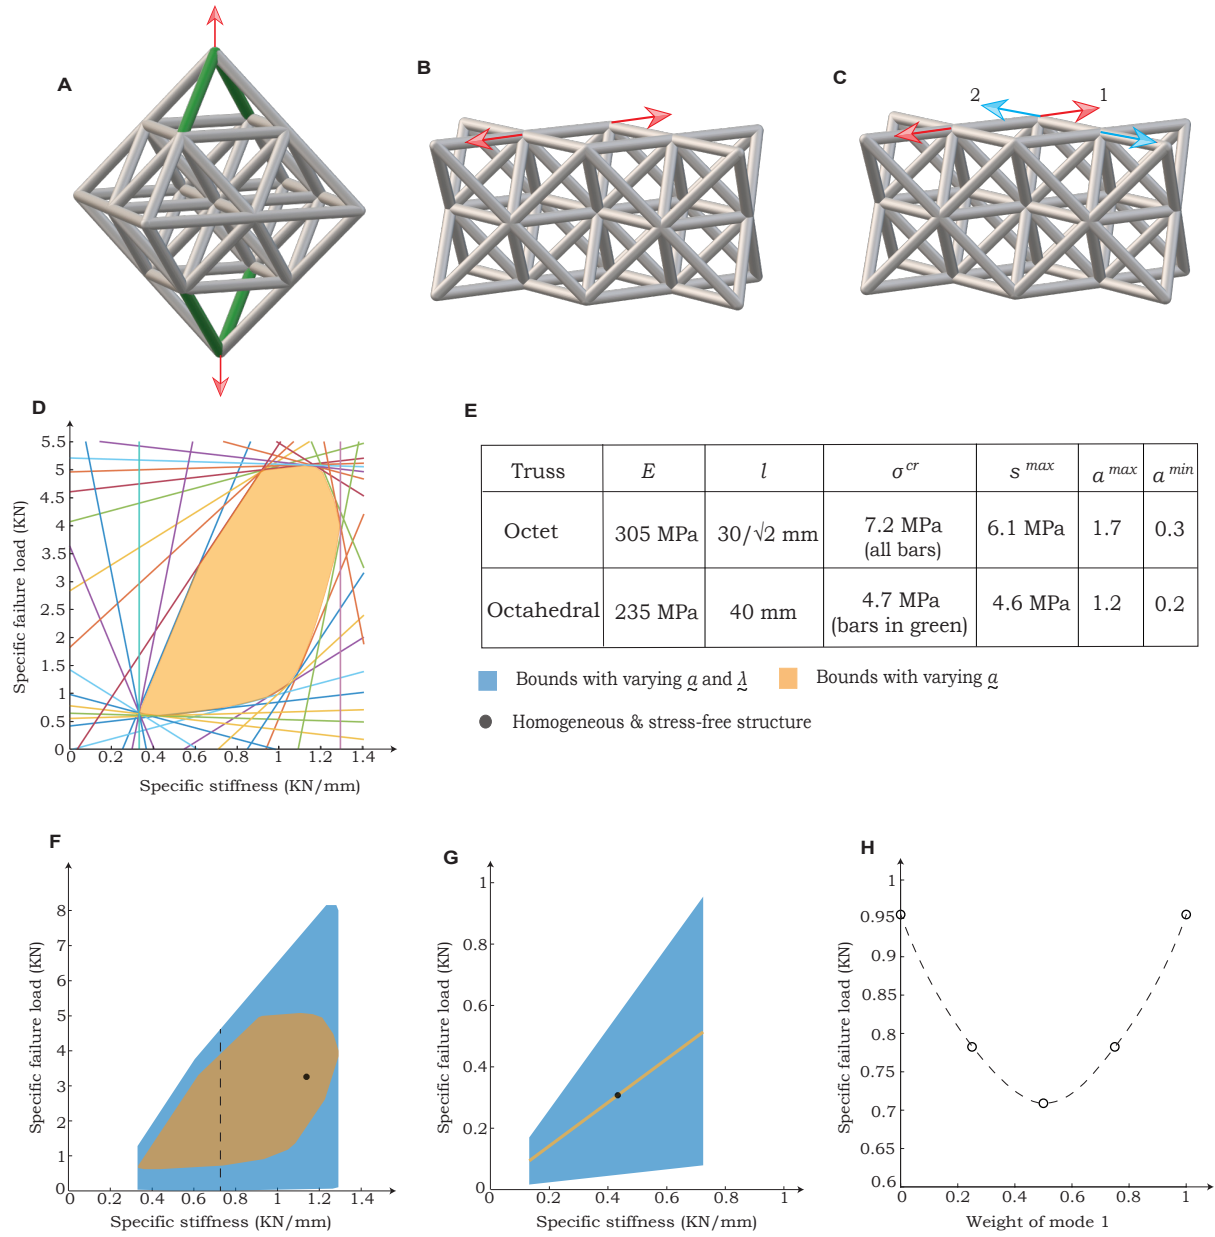 A
B
C
2
1
D
5.5
5
4.5
4
3.5
3
2.5
2
1.5
1
0.5
0
0 0.2 0.4 0.6 0.8 1 1.2 1.4
Specific failure load (KN)
Specific stiffness (KN/mm)
E
Truss E l σ^cr s^max a^max a^min
Octet 305 MPa 30/√2 mm 7.2 MPa (all bars) 6.1 MPa 1.7 0.3
Octahedral 235 MPa 40 mm 4.7 MPa (bars in green) 4.6 MPa 1.2 0.2
Bounds with varying a̰ and λ̰
Bounds with varying a̰
Homogeneous & stress-free structure
F
8
7
6
5
4
3
2
1
0
0 0.2 0.4 0.6 0.8 1 1.2 1.4
Specific failure load (KN)
Specific stiffness (KN/mm)
G
1
0.8
0.6
0.4
0.2
0
0 0.2 0.4 0.6 0.8 1
Specific failure load (KN)
Specific stiffness (KN/mm)
H
1
0.95
0.9
0.85
0.8
0.75
0.7
0.65
0.6
0 0.2 0.4 0.6 0.8 1
Specific failure load (KN)
Weight of mode 1